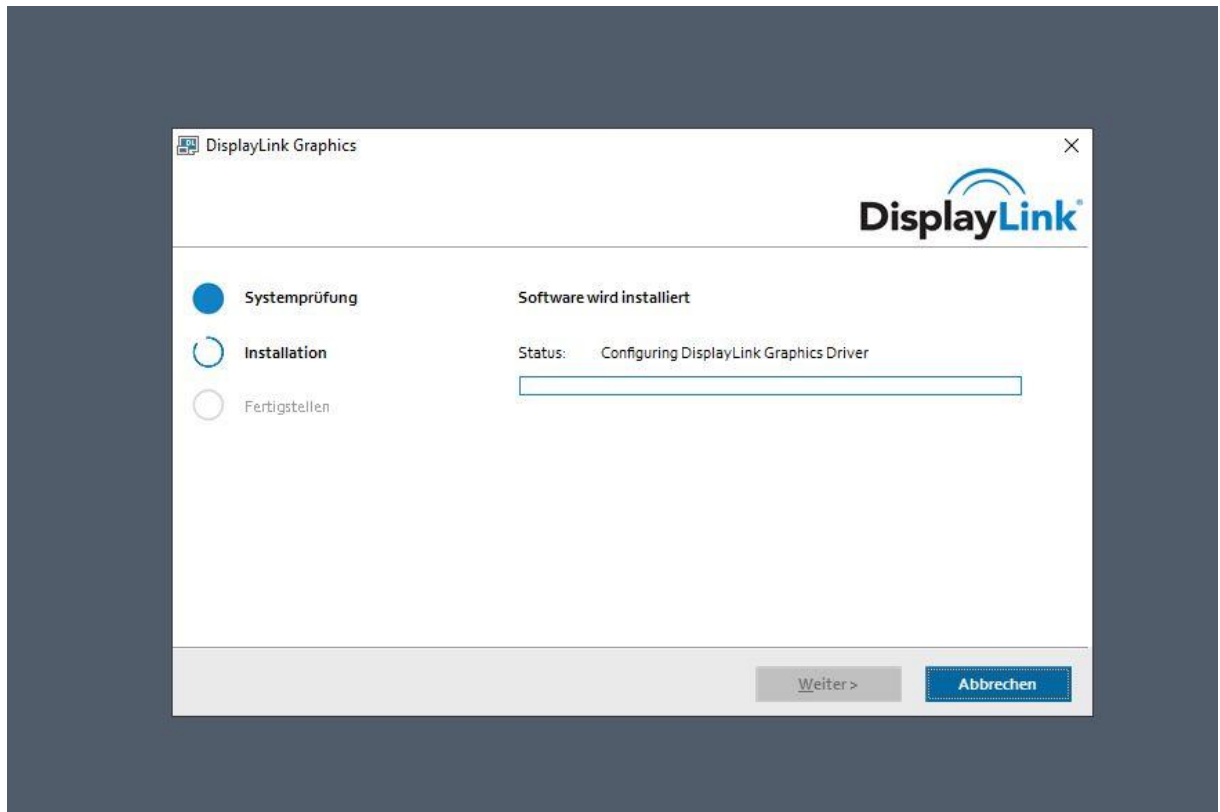 DisplayLink Graphics
DisplayLink®
Systemprüfung
Software wird installiert
Installation
Status: Configuring DisplayLink Graphics Driver
Fertigstellen
Weiter >
Abbrechen